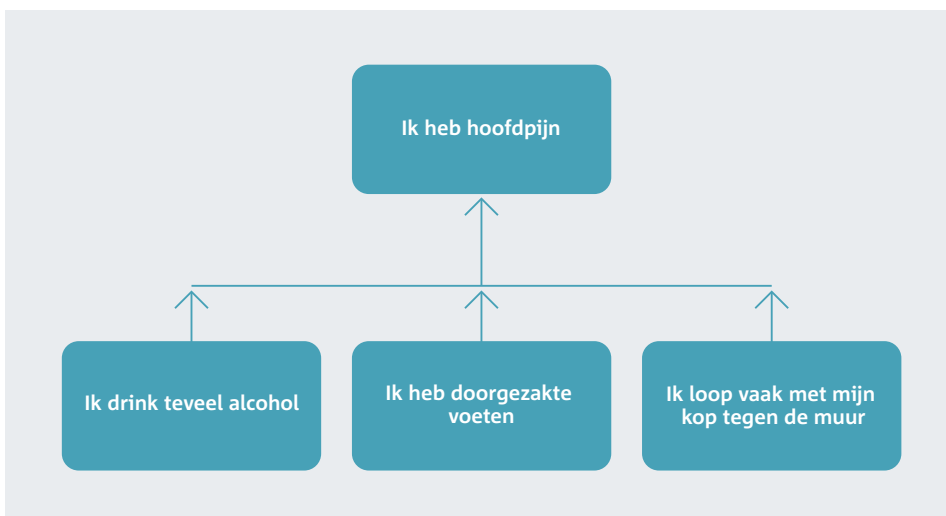 Ik heb hoofdpijn
Ik drink teveel alcohol
Ik heb doorgezakte
voeten
Ik loop vaak met mijn
kop tegen de muur